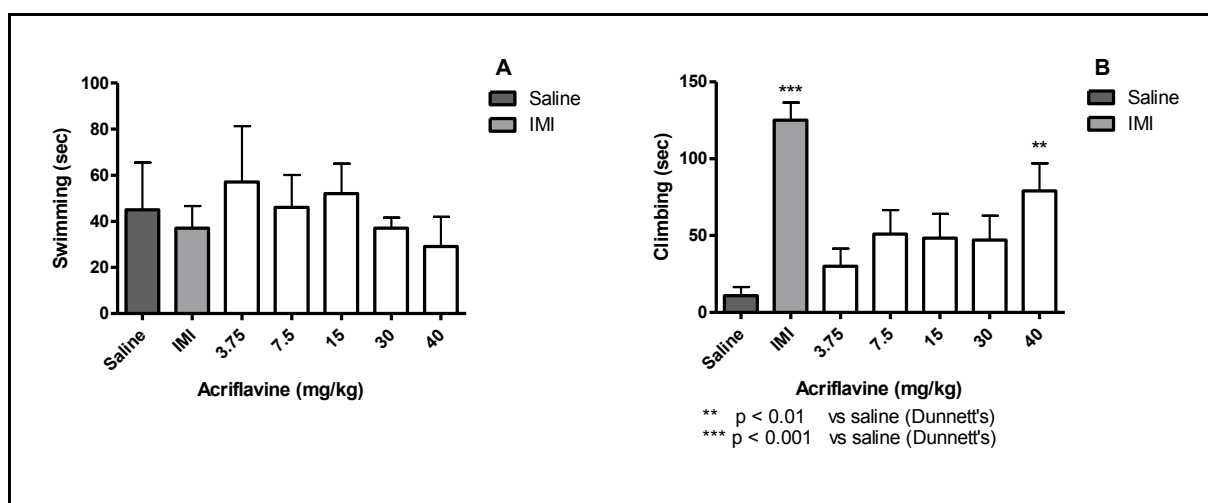 A
Saline
IMI
Swimming (sec)
100
80
60
40
20
0
Saline
IMI
3.75
7.5
15
30
40
Acriflavine (mg/kg)
B
Saline
IMI
Climbing (sec)
150
100
50
0
***
**
Saline
IMI
3.75
7.5
15
30
40
Acriflavine (mg/kg)
** p < 0.01 vs saline (Dunnett's)
*** p < 0.001 vs saline (Dunnett's)